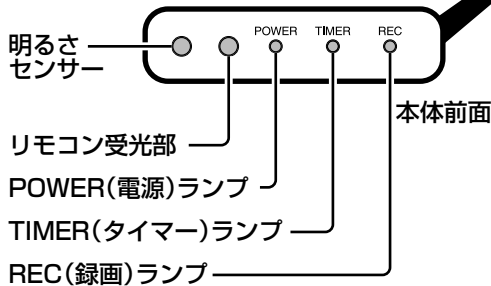 POWER TIMER REC
明るさ
センサー
本体前面
リモコン受光部
POWER(電源)ランプ
TIMER(タイマー)ランプ
REC(録画)ランプ